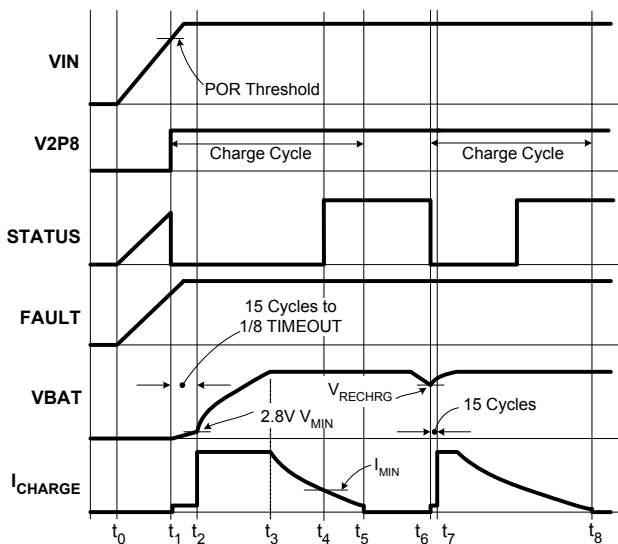 VIN
POR Threshold
V2P8
Charge Cycle
Charge Cycle
STATUS
FAULT
15 Cycles to
1/8 TIMEOUT
VBAT
VRECHRG
2.8V VMIN
15 Cycles
ICHARGE
IMIN
t0 t1 t2 t3 t4 t5 t6 t7 t8